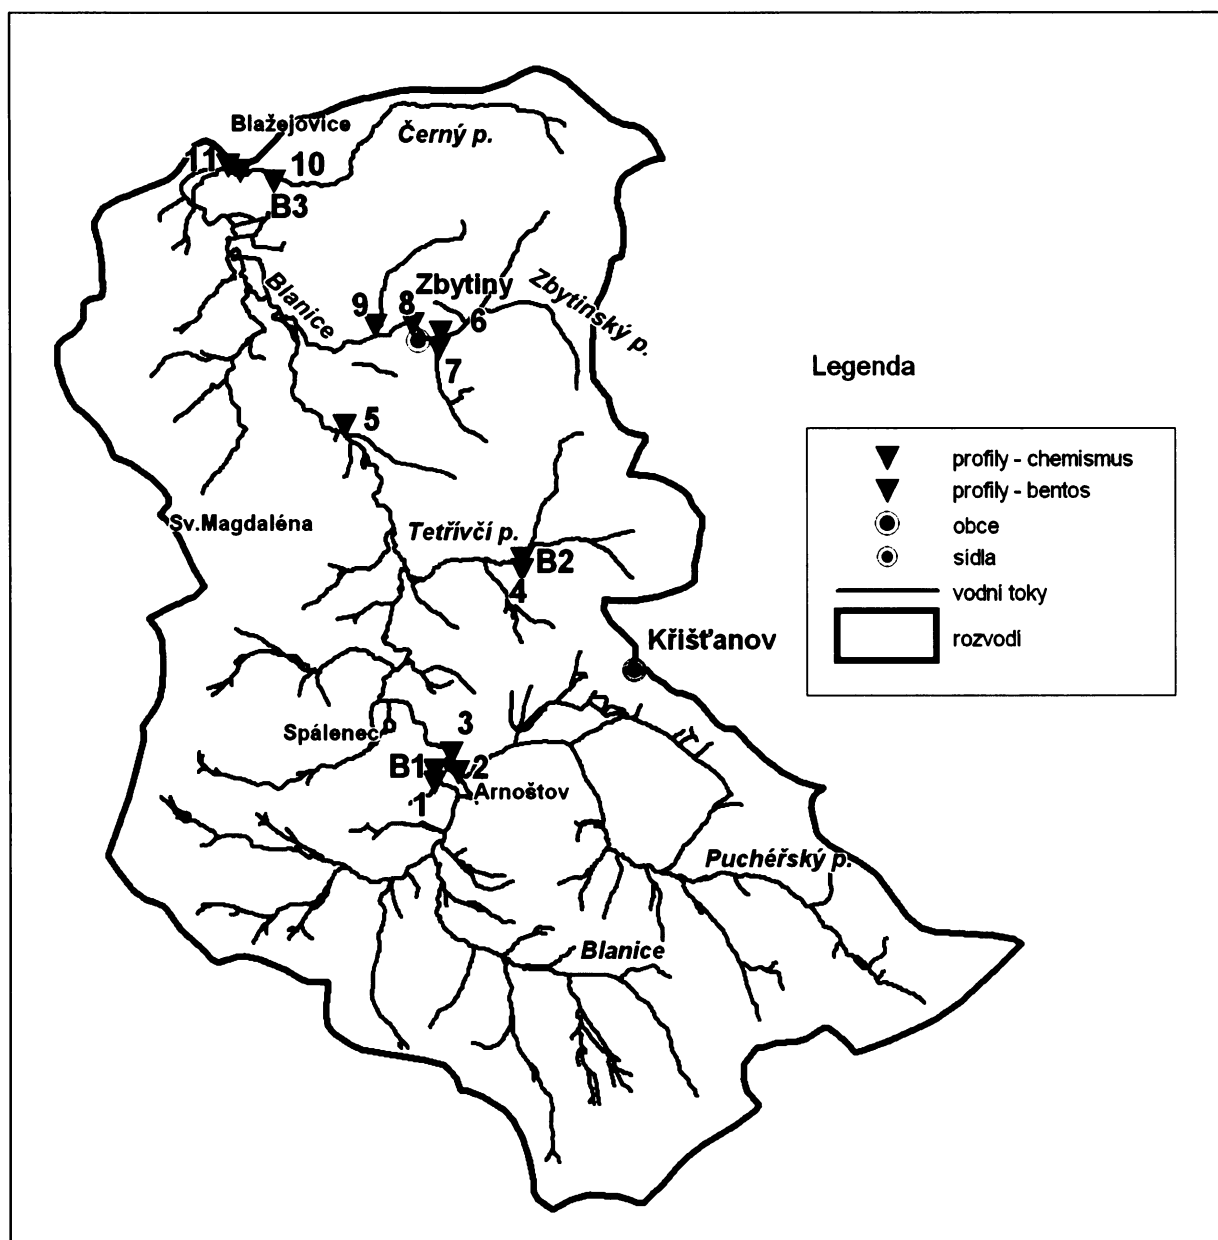 Blažejovice
Černý p.
11
10
B3
Blanice
9
8
Zbytiny
6
Zbytiňský p.
7
5
Legenda
profily - chemismus
profily - bentos
obce
sídla
vodní toky
rozvodí
Sv.Magdaléna
Tetřívčí p.
B2
4
Křišťanov
Spálenec
3
B1
2
1
Arnoštov
Puchéřský p.
Blanice